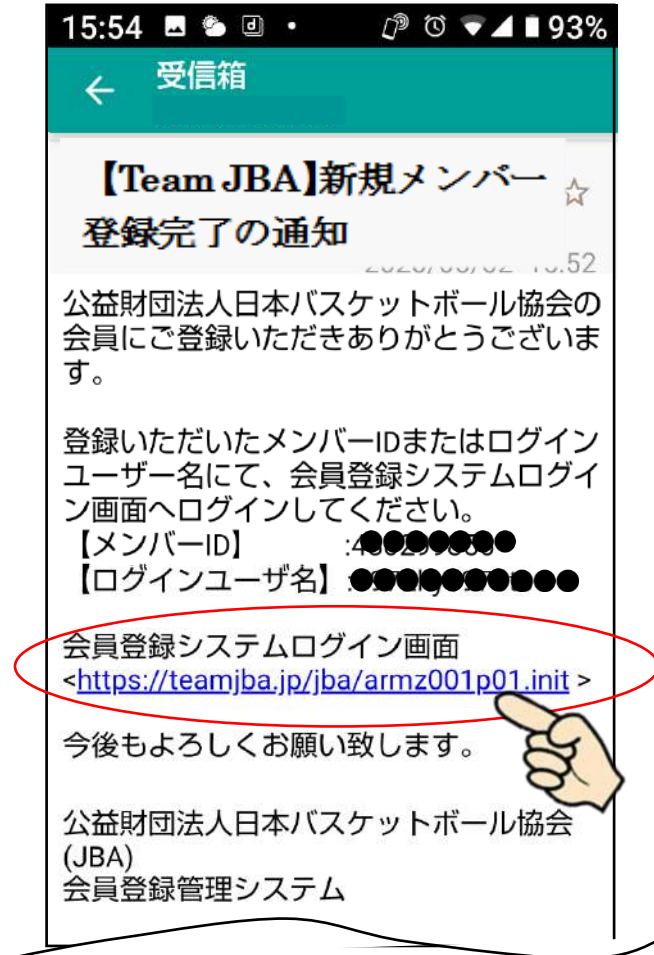 15:54 93%
受信箱
【Team JBA】新規メンバー
登録完了の通知
公益財団法人日本バスケットボール協会の
会員にご登録いただきありがとうございま
す。
登録いただいたメンバーIDまたはログイン
ユーザー名にて、会員登録システムログイ
ン画面へログインしてください。
【メンバーID】 :4
【ログインユーザ名】:
会員登録システムログイン画面
<https://teamjba.jp/jba/armz001p01.init >
今後もよろしくお願い致します。
公益財団法人日本バスケットボール協会
(JBA)
会員登録管理システム